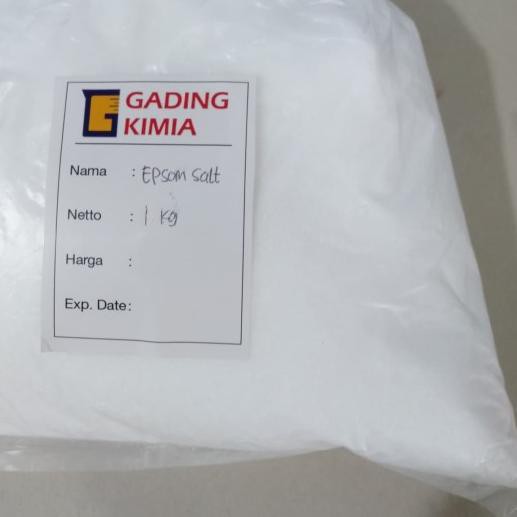 GADING
KIMIA
Nama : Epsom salt
Netto : 1 kg
Harga :
Exp. Date: